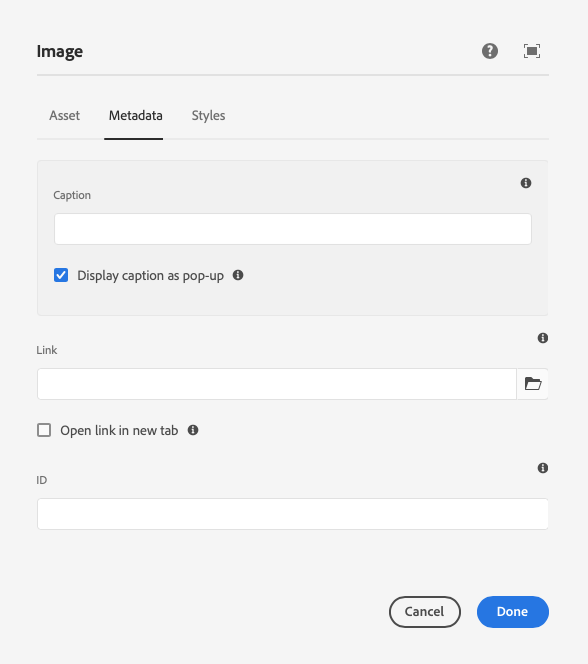 Image
Asset Metadata Styles
Caption
Display caption as pop-up
Link
Open link in new tab
ID
Cancel Done